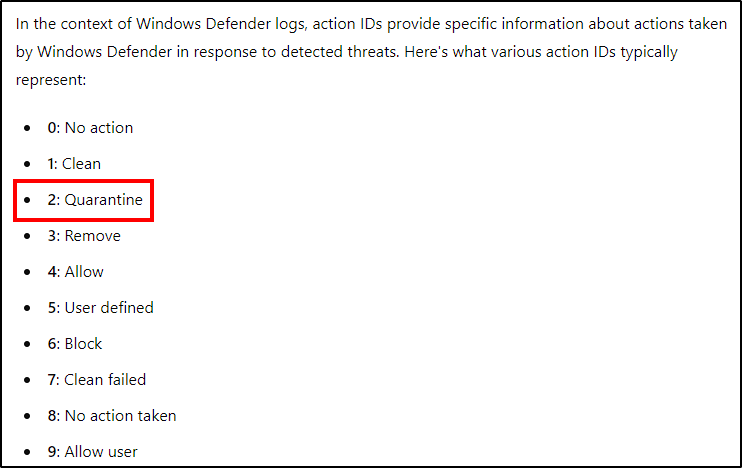 In the context of Windows Defender logs, action IDs provide specific information about actions taken
by Windows Defender in response to detected threats. Here's what various action IDs typically
represent:
• 0: No action
• 1: Clean
• 2: Quarantine
• 3: Remove
• 4: Allow
• 5: User defined
• 6: Block
• 7: Clean failed
• 8: No action taken
• 9: Allow user